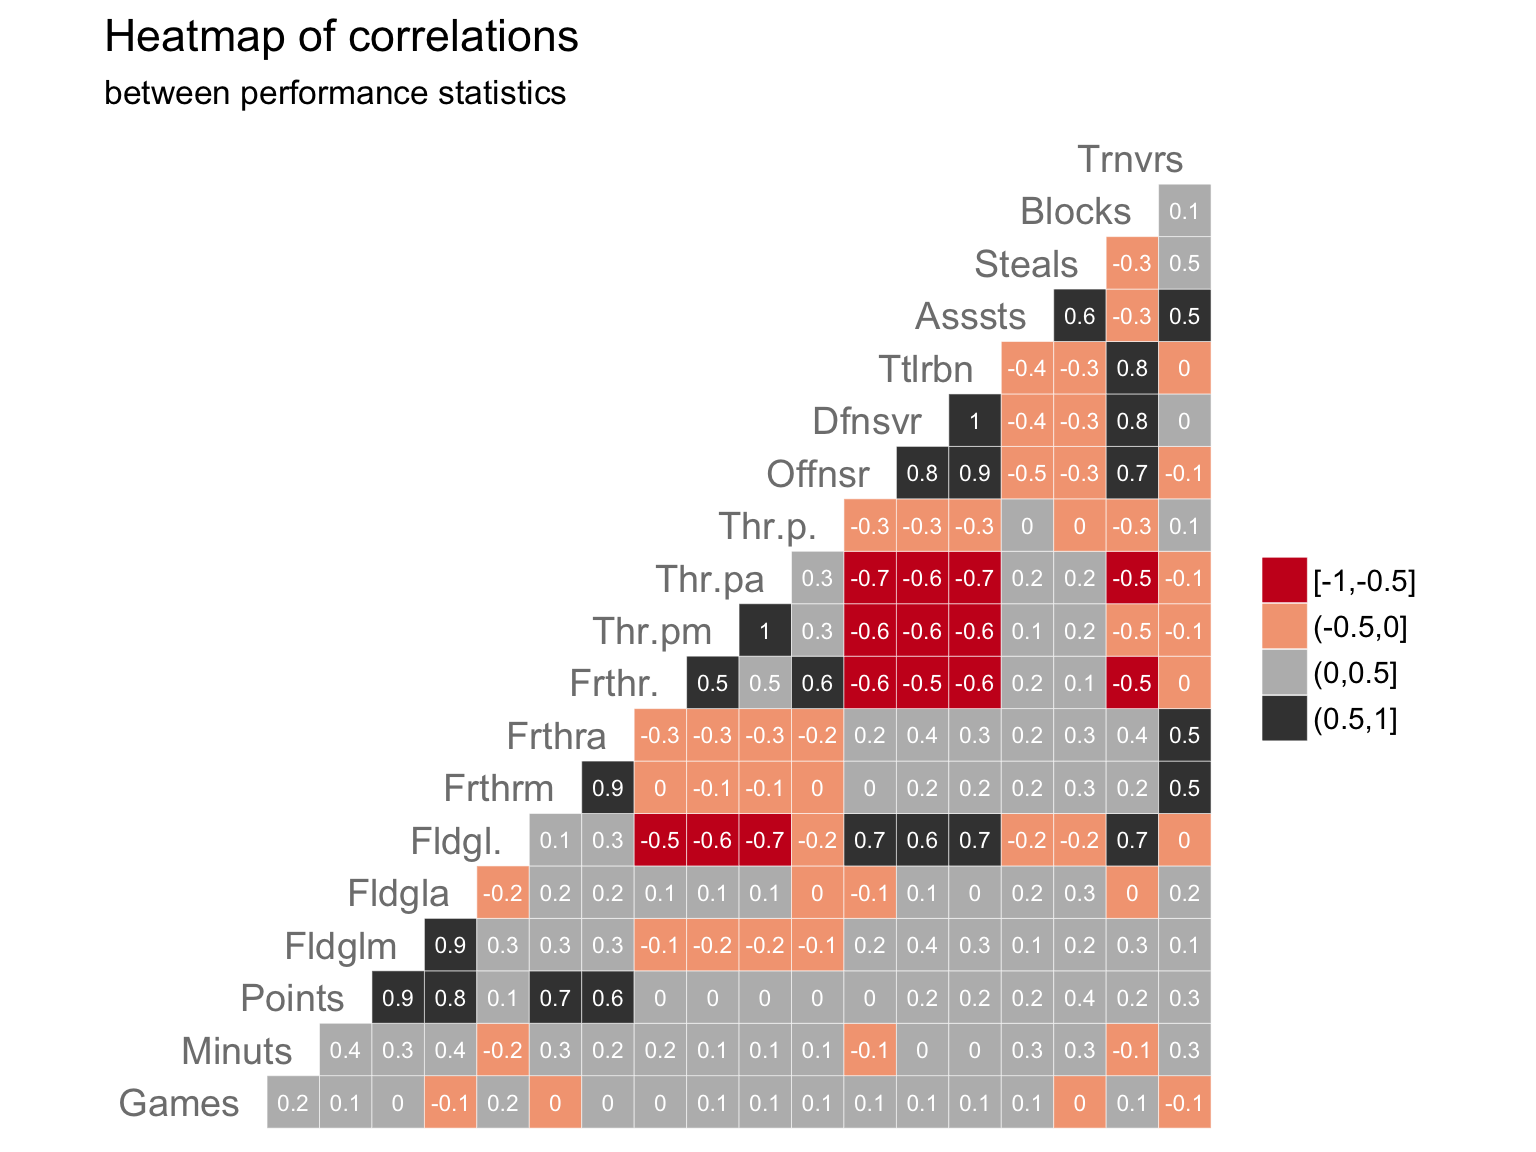 Heatmap of correlations
between performance statistics
Trnvrs
Blocks 0.1
Steals -0.3 0.5
Asssts 0.6 -0.3 0.5
Ttlrbn -0.4 -0.3 0.8 0
Dfnsvr 1 -0.4 -0.3 0.8 0
Offnsr 0.8 0.9 -0.5 -0.3 0.7 -0.1
Thr.p. -0.3 -0.3 -0.3 0 0 -0.3 0.1
Thr.pa 0.3 -0.7 -0.6 -0.7 0.2 0.2 -0.5 -0.1
[-1,-0.5]
Thr.pm 1 0.3 -0.6 -0.6 -0.6 0.1 0.2 -0.5 -0.1
(-0.5,0]
Frthr. 0.5 0.5 0.6 -0.6 -0.5 -0.6 0.2 0.1 -0.5 0
(0,0.5]
Frthra -0.3 -0.3 -0.3 -0.2 0.2 0.4 0.3 0.2 0.3 0.4 0.5
(0.5,1]
Frthrm 0.9 0 -0.1 -0.1 0 0 0.2 0.2 0.2 0.3 0.2 0.5
Fldgl. 0.1 0.3 -0.5 -0.6 -0.7 -0.2 0.7 0.6 0.7 -0.2 -0.2 0.7 0
Fldgla -0.2 0.2 0.2 0.1 0.1 0.1 0 -0.1 0.1 0 0.2 0.3 0 0.2
Fldglm 0.9 0.3 0.3 0.3 -0.1 -0.2 -0.2 -0.1 0.2 0.4 0.3 0.1 0.2 0.3 0.1
Points 0.9 0.8 0.1 0.7 0.6 0 0 0 0 0 0.2 0.2 0.2 0.4 0.2 0.3
Minuts 0.4 0.3 0.4 -0.2 0.3 0.2 0.2 0.1 0.1 0.1 -0.1 0 0 0.3 0.3 -0.1 0.3
Games 0.2 0.1 0 -0.1 0.2 0 0 0 0.1 0.1 0.1 0.1 0.1 0.1 0.1 0 0.1 -0.1